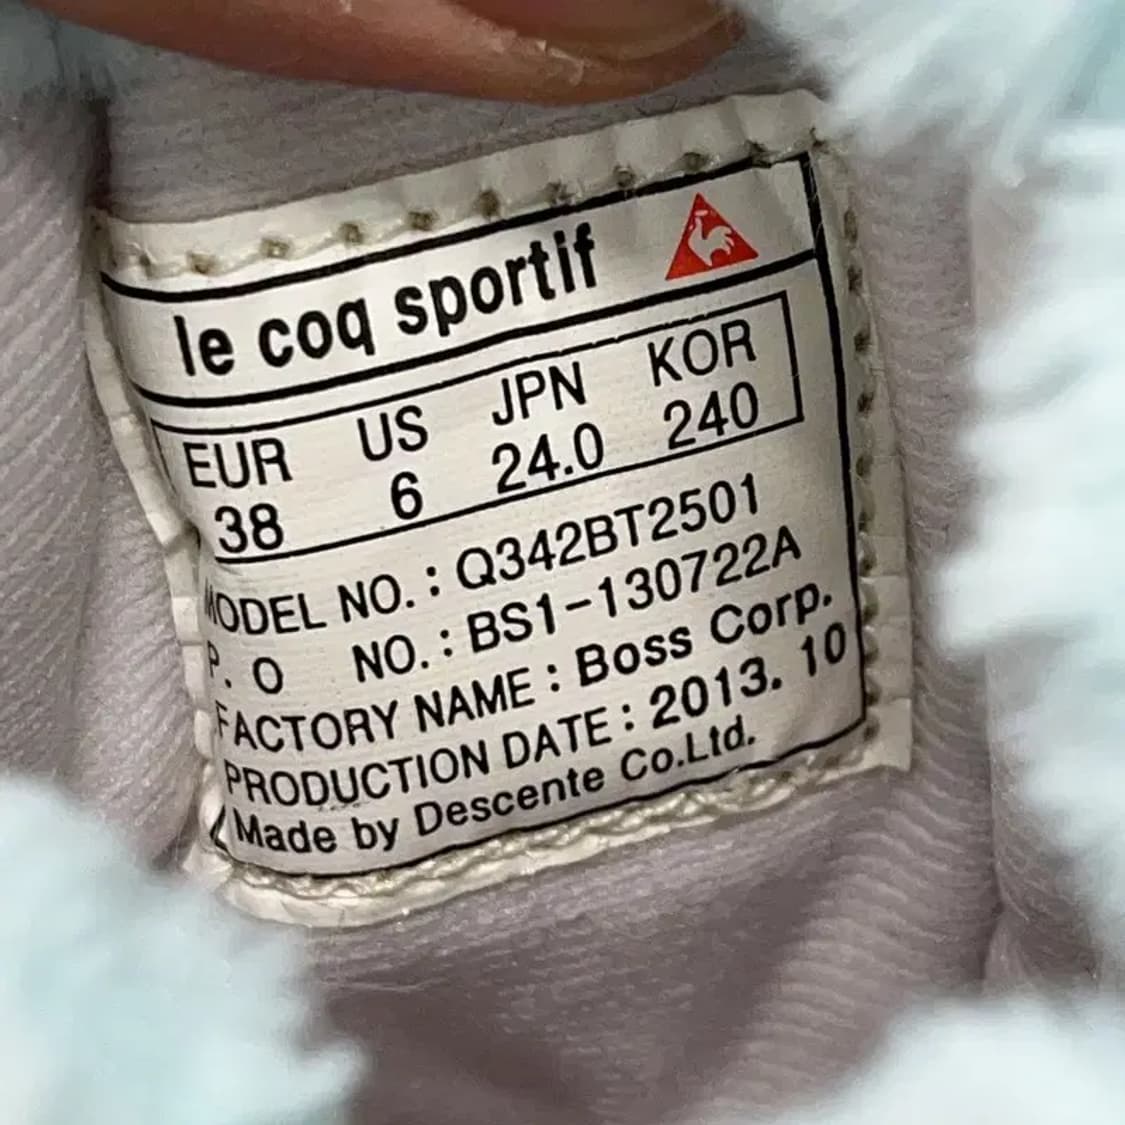 le coq sportif
EUR US JPN KOR
38 6 24.0 240
MODEL NO. : Q342BT2501
P. O NO. : BS1-130722A
FACTORY NAME : Boss Corp.
PRODUCTION DATE : 2013. 10
Made by Descente Co.Ltd.